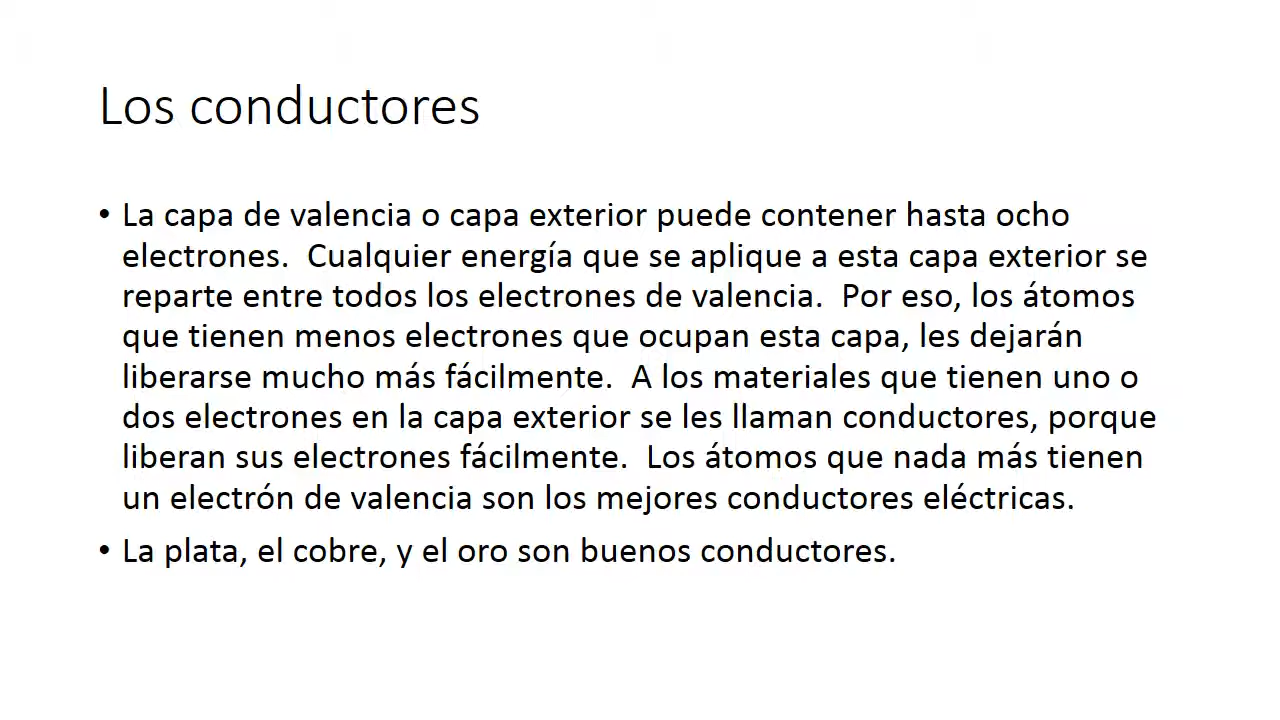 Los conductores
• La capa de valencia o capa exterior puede contener hasta ocho
electrones.  Cualquier energía que se aplique a esta capa exterior se
reparte entre todos los electrones de valencia.  Por eso, los átomos
que tienen menos electrones que ocupan esta capa, les dejarán
liberarse mucho más fácilmente.  A los materiales que tienen uno o
dos electrones en la capa exterior se les llaman conductores, porque
liberan sus electrones fácilmente.  Los átomos que nada más tienen
un electrón de valencia son los mejores conductores eléctricas.
• La plata, el cobre, y el oro son buenos conductores.